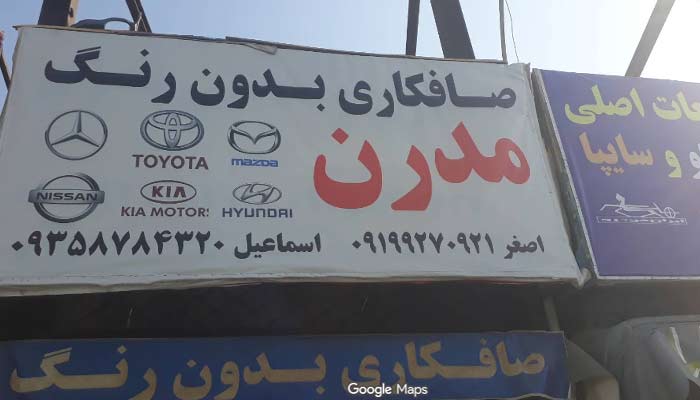 صافکاری بدون رنگ
مدرن
TOYOTA
mazda
NISSAN
KIA
KIA MOTORS
HYUNDAI
اصغر ۰۹۱۹۹۲۷۰۹۲۱ اسماعیل ۰۹۳۵۸۷۸۴۳۲۰
اصلی
و سایپا
صافکاری بدون رنگ
Google Maps